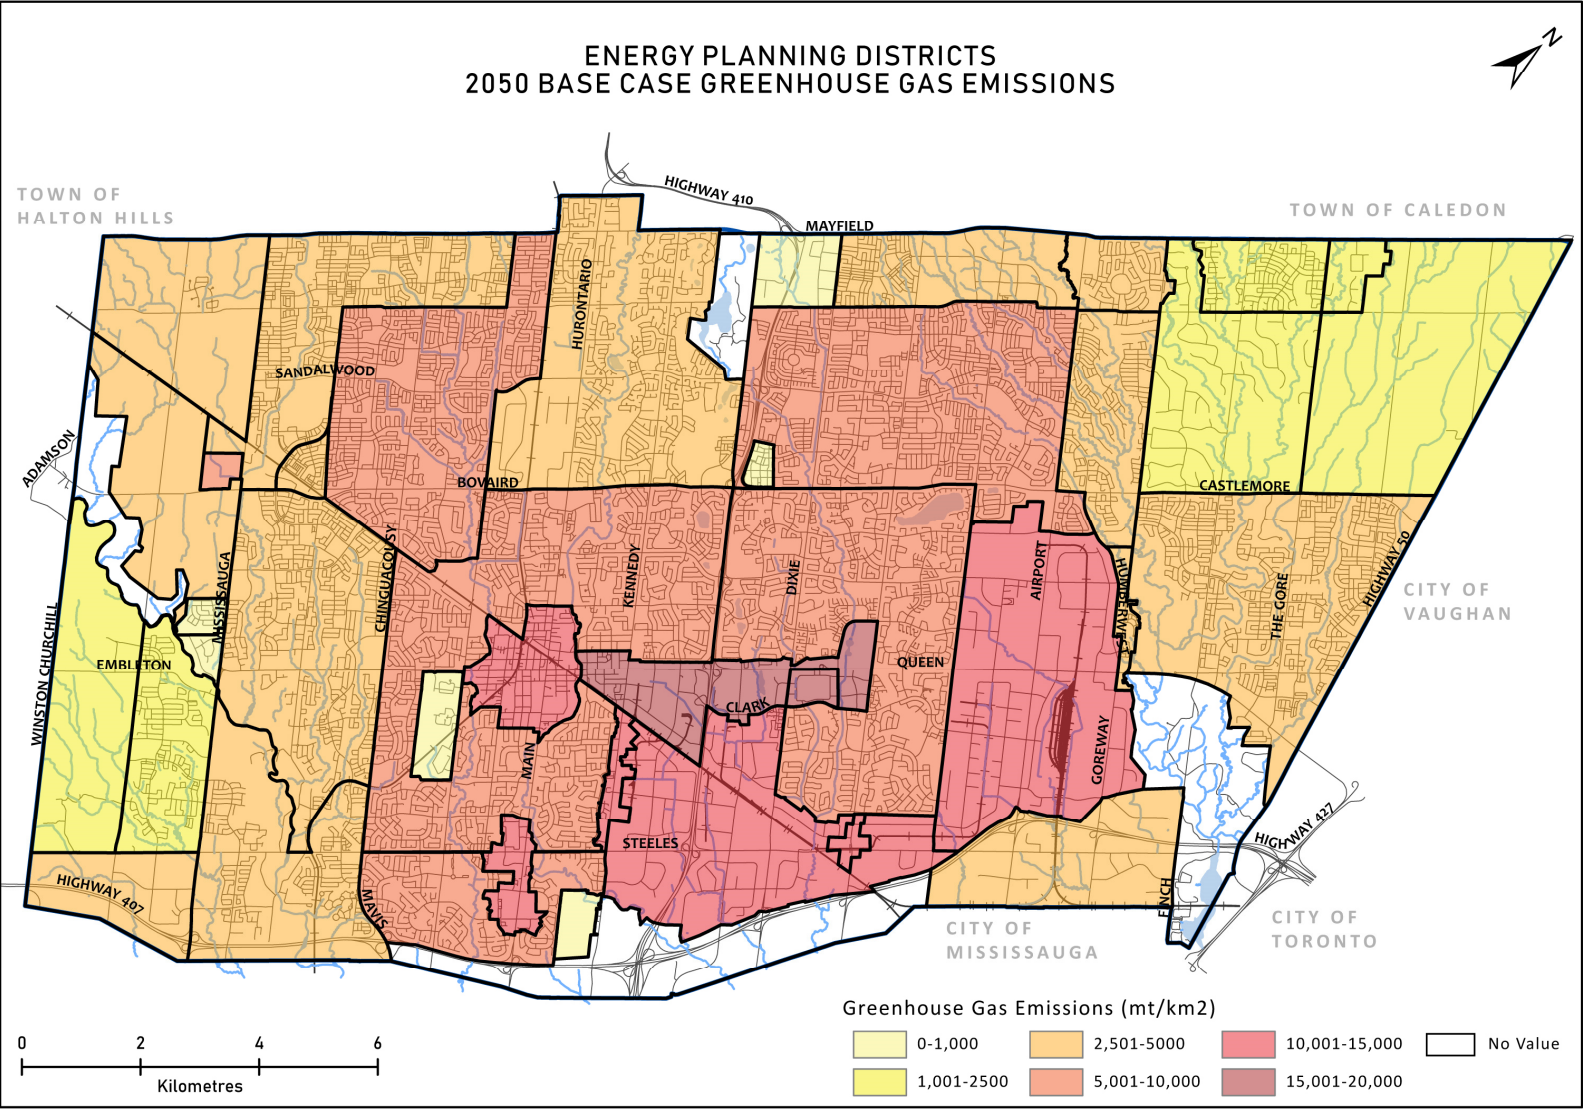 ENERGY PLANNING DISTRICTS
2050 BASE CASE GREENHOUSE GAS EMISSIONS
N
TOWN OF
HALTON HILLS
HIGHWAY 410
MAYFIELD
TOWN OF CALEDON
HURONTARIO
SANDALWOOD
ADAMSON
BOVAIRD
CASTLEMORE
CHINGUACOUSY
MISSISSAUGA
KENNEDY
DIXIE
AIRPORT
HUMBERWEST
THE GORE
HIGHWAY 50
CITY OF
VAUGHAN
WINSTON CHURCHILL
EMBLETON
QUEEN
CLARK
MAIN
GOREWAY
STEELES
HIGHWAY 427
HIGHWAY 407
MAVIS
FINCH
CITY OF
MISSISSAUGA
CITY OF
TORONTO
Greenhouse Gas Emissions (mt/km2)
0-1,000
2,501-5000
10,001-15,000
No Value
1,001-2500
5,001-10,000
15,001-20,000
0 2 4 6
Kilometres